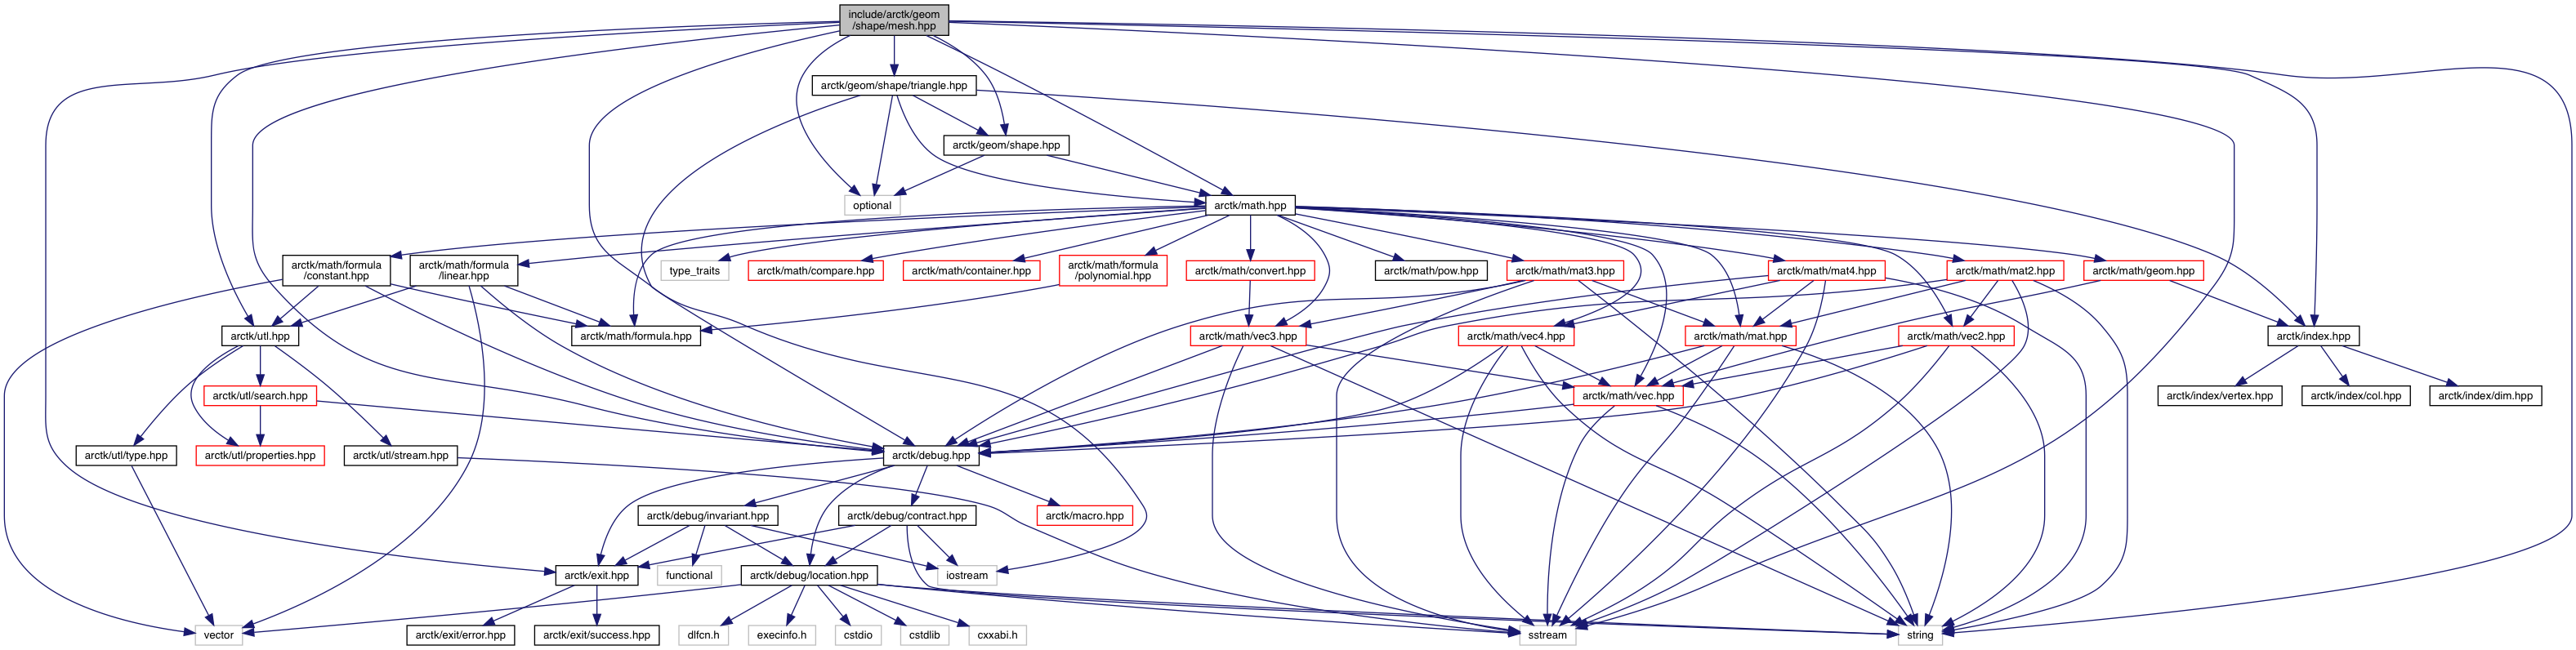 include/arctk/geom
/shape/mesh.hpp
arctk/geom/shape/triangle.hpp
arctk/geom/shape.hpp
optional
arctk/math.hpp
arctk/math/formula
/constant.hpp
arctk/math/formula
/linear.hpp
type_traits
arctk/math/compare.hpp
arctk/math/container.hpp
arctk/math/formula
/polynomial.hpp
arctk/math/convert.hpp
arctk/math/pow.hpp
arctk/math/mat3.hpp
arctk/math/mat4.hpp
arctk/math/mat2.hpp
arctk/math/geom.hpp
arctk/utl.hpp
arctk/math/formula.hpp
arctk/math/vec3.hpp
arctk/math/vec4.hpp
arctk/math/mat.hpp
arctk/math/vec2.hpp
arctk/index.hpp
arctk/utl/search.hpp
arctk/math/vec.hpp
arctk/index/vertex.hpp
arctk/index/col.hpp
arctk/index/dim.hpp
arctk/utl/type.hpp
arctk/utl/properties.hpp
arctk/utl/stream.hpp
arctk/debug.hpp
arctk/debug/invariant.hpp
arctk/debug/contract.hpp
arctk/macro.hpp
arctk/exit.hpp
functional
arctk/debug/location.hpp
iostream
vector
arctk/exit/error.hpp
arctk/exit/success.hpp
dlfcn.h
execinfo.h
cstdio
cstdlib
cxxabi.h
sstream
string